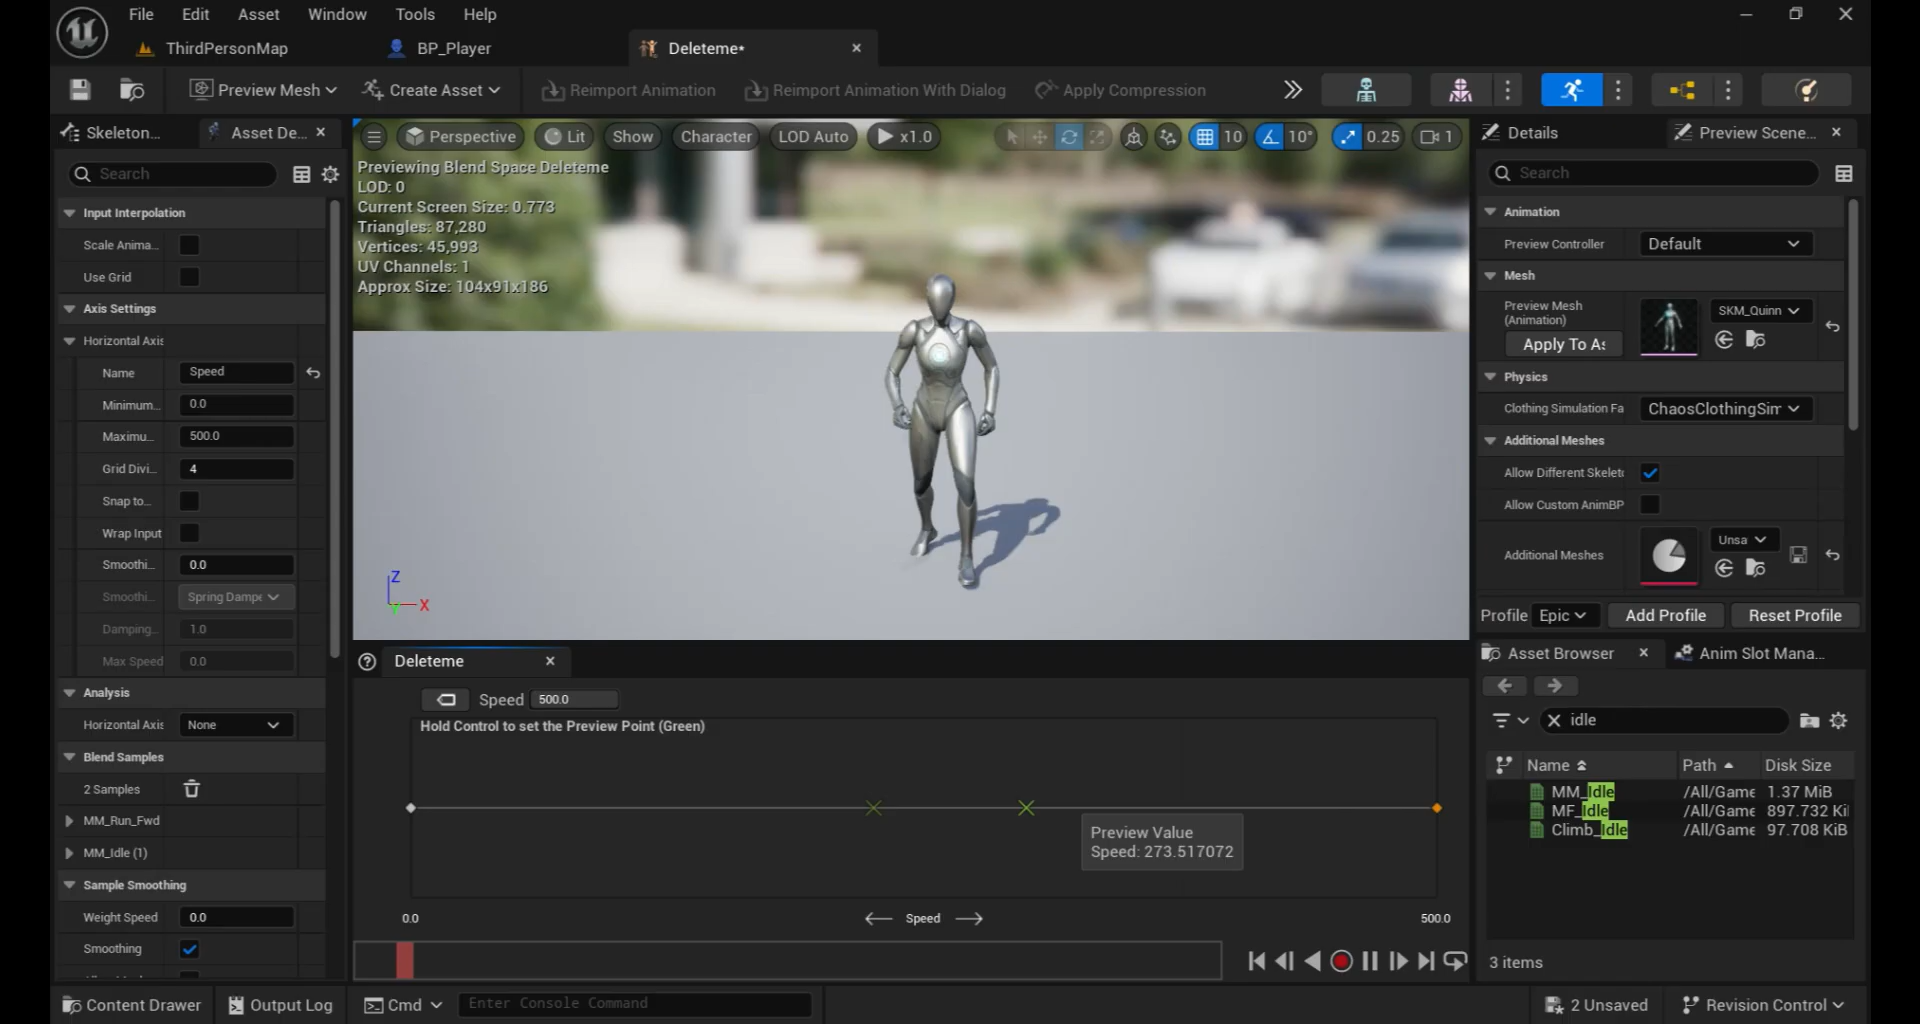 File Edit Asset Window Tools Help
ThirdPersonMap BP_Player Deleteme*
Preview Mesh Create Asset Reimport Animation Reimport Animation With Dialog Apply Compression
Skeleton... Asset De...
Search
Input Interpolation
Scale Anima...
Use Grid
Axis Settings
Horizontal Axis
Name Speed
Minimum... 0.0
Maximu... 500.0
Grid Divi... 4
Snap to...
Wrap Input
Smoothi... 0.0
Smoothi... Spring Dampe
Damping... 1.0
Max Speed 0.0
Analysis
Horizontal Axis None
Blend Samples
2 Samples
MM_Run_Fwd
MM_Idle (1)
Sample Smoothing
Weight Speed 0.0
Smoothing
Perspective Lit Show Character LOD Auto x1.0 10 10° 0.25 1
Previewing Blend Space Deleteme
LOD: 0
Current Screen Size: 0.773
Triangles: 87,280
Vertices: 45,993
UV Channels: 1
Approx Size: 104x91x186
Z
Y X
Deleteme
Speed 500.0
Hold Control to set the Preview Point (Green)
Preview Value
Speed: 273.517072
0.0 Speed 500.0
Details Preview Scene...
Search
Animation
Preview Controller Default
Mesh
Preview Mesh
(Animation)
SKM_Quinn
Apply To As
Physics
Clothing Simulation Fa ChaosClothingSim
Additional Meshes
Allow Different Skelet
Allow Custom AnimBP
Additional Meshes Unsa
Profile Epic Add Profile Reset Profile
Asset Browser Anim Slot Mana...
idle
Name Path Disk Size
MM_Idle /All/Game 1.37 MiB
MF_Idle /All/Game 897.732 Ki
Climb_Idle /All/Game 97.708 KiB
3 items
Content Drawer Output Log Cmd Enter Console Command 2 Unsaved Revision Control